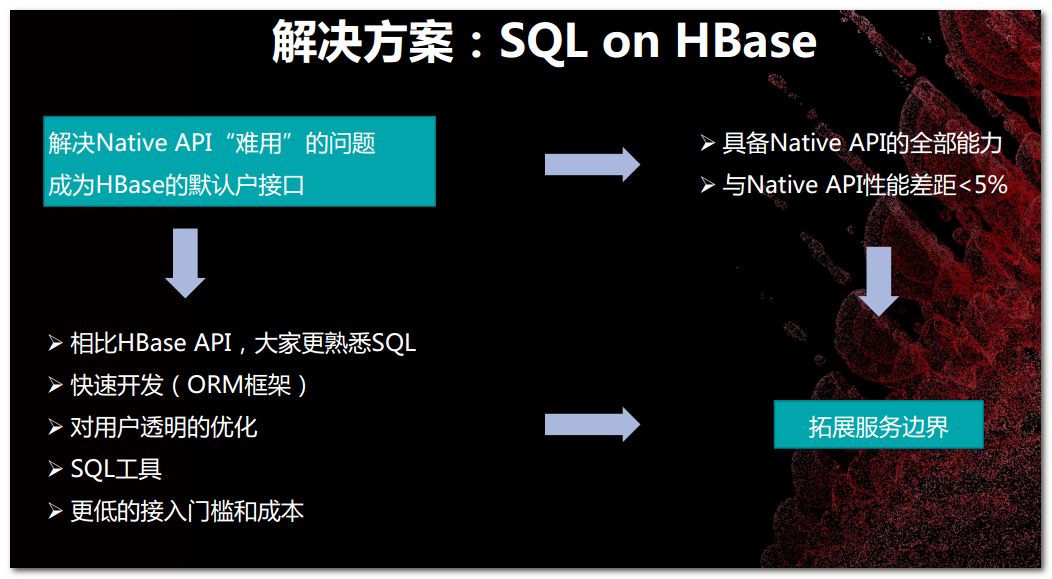 解决方案：SQL on HBase
解决Native API“难用”的问题
成为HBase的默认户接口
➢ 具备Native API的全部能力
➢ 与Native API性能差距<5%
➢ 相比HBase API，大家更熟悉SQL
➢ 快速开发（ORM框架）
➢ 对用户透明的优化
➢ SQL工具
➢ 更低的接入门槛和成本
拓展服务边界